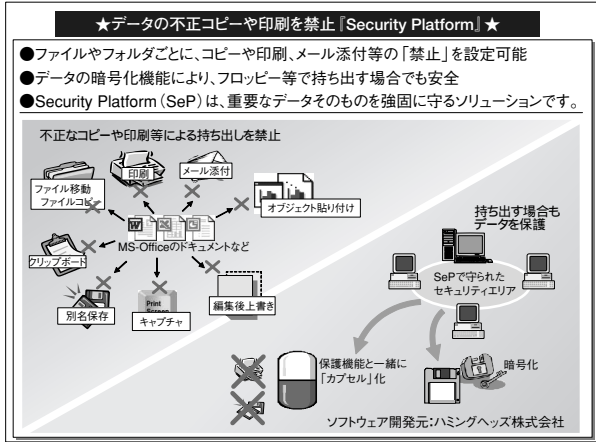 ★データの不正コピーや印刷を禁止『Security Platform』★
●ファイルやフォルダごとに、コピーや印刷、メール添付等の「禁止」を設定可能
●データの暗号化機能により、フロッピー等で持ち出す場合でも安全
●Security Platform（SeP）は、重要なデータそのものを強固に守るソリューションです。
不正なコピーや印刷等による持ち出しを禁止
印刷
メール添付
ファイル移動
ファイルコピー
オブジェクト貼り付け
MS-Officeのドキュメントなど
クリップボード
別名保存
Print
Screen
キャプチャ
編集後上書き
持ち出す場合も
データを保護
SePで守られた
セキュリティエリア
保護機能と一緒に
「カプセル」化
暗号化
ソフトウェア開発元：ハミングヘッズ株式会社